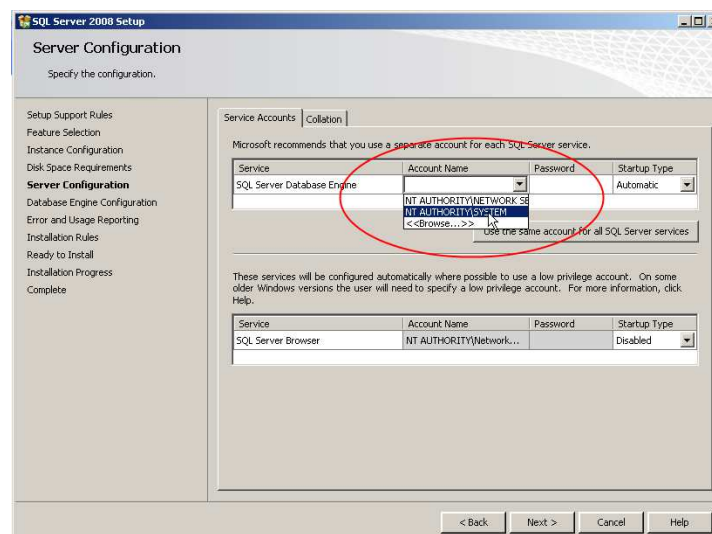 SQL Server 2008 Setup
Server Configuration
Specify the configuration.
Setup Support Rules
Feature Selection
Instance Configuration
Disk Space Requirements
Server Configuration
Database Engine Configuration
Error and Usage Reporting
Installation Rules
Ready to Install
Installation Progress
Complete
Service Accounts Collation
Microsoft recommends that you use a separate account for each SQL Server service.
Service Account Name Password Startup Type
SQL Server Database Engine Automatic
NT AUTHORITY\NETWORK SE
NT AUTHORITY\SYSTEM
<<Browse...>>
Use the same account for all SQL Server services
These services will be configured automatically where possible to use a low privilege account. On some
older Windows versions the user will need to specify a low privilege account. For more information, click
Help.
Service Account Name Password Startup Type
SQL Server Browser NT AUTHORITY\Network... Disabled
< Back Next > Cancel Help